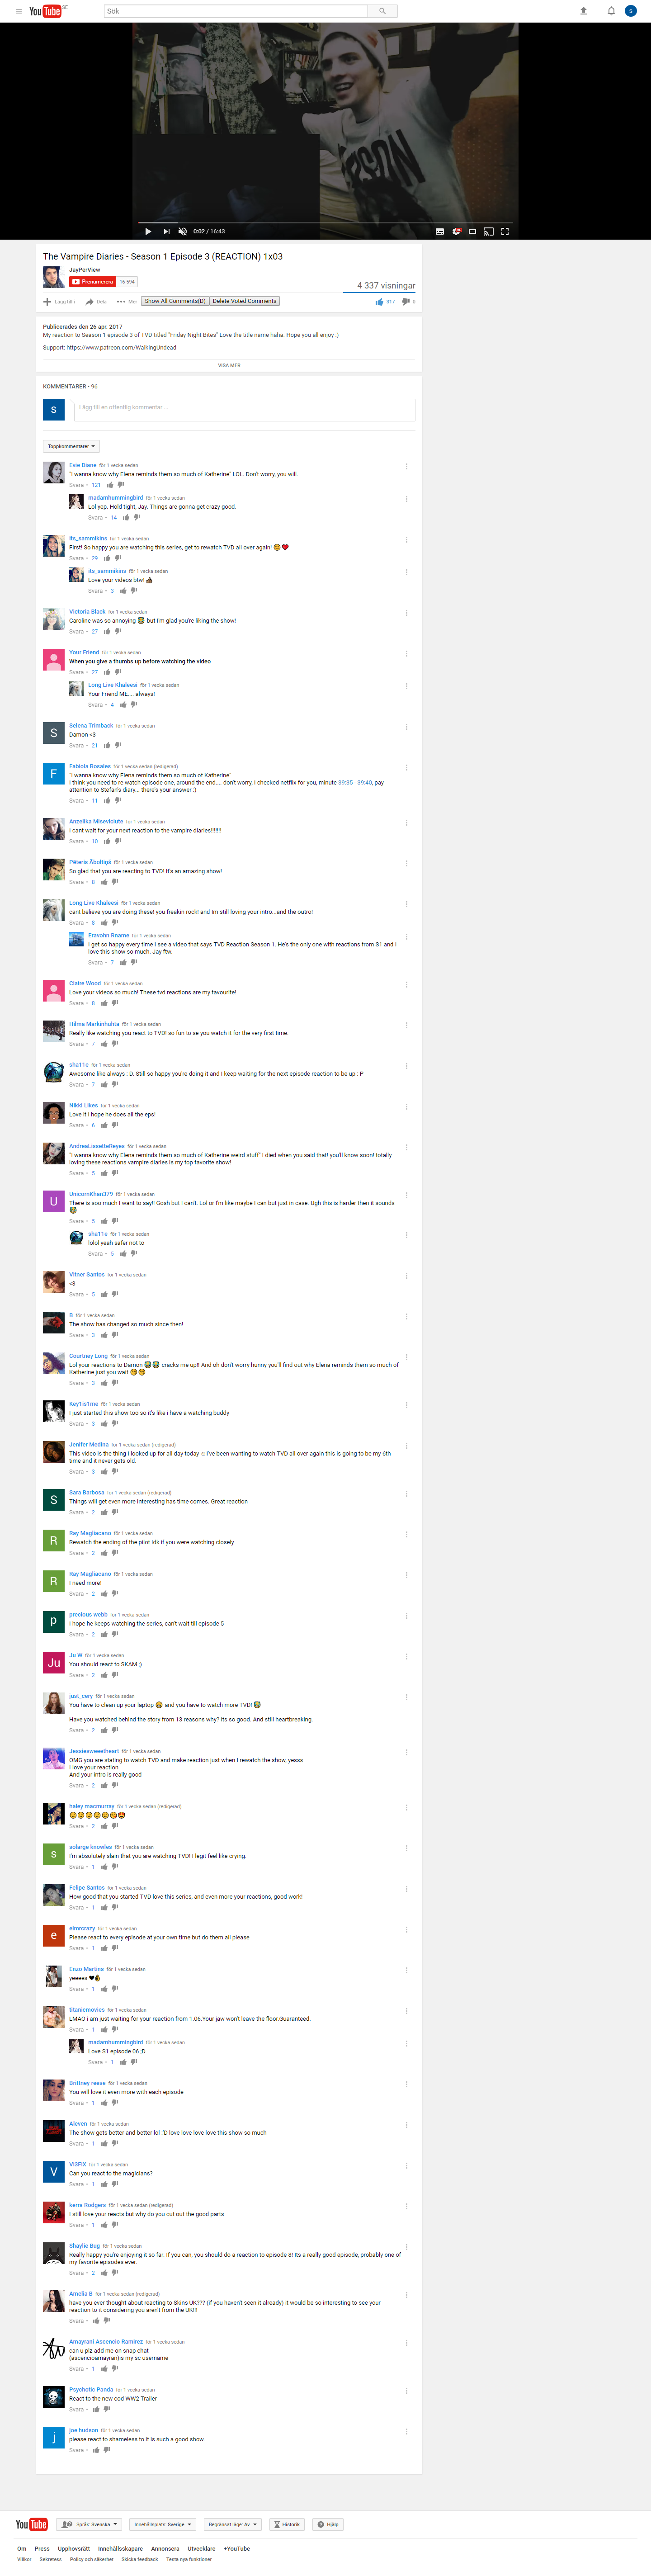 YouTube SE
Sök
S
0:02 / 16:43
The Vampire Diaries - Season 1 Episode 3 (REACTION) 1x03
JayPerView
Prenumerera 16 594
4 337 visningar
Lägg till i Dela Mer Show All Comments(D) Delete Voted Comments 317 0
Publicerades den 26 apr. 2017
My reaction to Season 1 episode 3 of TVD titled "Friday Night Bites" Love the title name haha. Hope you all enjoy :)
Support: https://www.patreon.com/WalkingUndead
VISA MER
KOMMENTARER • 96
S
Lägg till en offentlig kommentar ...
Toppkommentarer
Evie Diane för 1 vecka sedan
"I wanna know why Elena reminds them so much of Katherine" LOL. Don't worry, you will.
Svara • 121
madamhummingbird för 1 vecka sedan
Lol yep. Hold tight, Jay. Things are gonna get crazy good.
Svara • 14
its_sammikins för 1 vecka sedan
First! So happy you are watching this series, get to rewatch TVD all over again! 😂❤
Svara • 29
its_sammikins för 1 vecka sedan
Love your videos btw! 👍
Svara • 3
Victoria Black för 1 vecka sedan
Caroline was so annoying 😂 but I'm glad you're liking the show!
Svara • 27
Your Friend för 1 vecka sedan
When you give a thumbs up before watching the video
Svara • 27
Long Live Khaleesi för 1 vecka sedan
Your Friend ME.... always!
Svara • 4
S
Selena Trimback för 1 vecka sedan
Damon <3
Svara • 21
F
Fabiola Rosales för 1 vecka sedan (redigerad)
"I wanna know why Elena reminds them so much of Katherine"
I think you need to re watch episode one, around the end.... don't worry, I checked netflix for you, minute 39:35 - 39:40, pay
attention to Stefan's diary... there's your answer :)
Svara • 11
Anzelika Miseviciute för 1 vecka sedan
I cant wait for your next reaction to the vampire diaries!!!!!!!
Svara • 10
Pēteris Āboltiņš för 1 vecka sedan
So glad that you are reacting to TVD! It's an amazing show!
Svara • 8
Long Live Khaleesi för 1 vecka sedan
cant believe you are doing these! you freakin rock! and Im still loving your intro...and the outro!
Svara • 8
Eravohn Rname för 1 vecka sedan
I get so happy every time I see a video that says TVD Reaction Season 1. He's the only one with reactions from S1 and I
love this show so much. Jay ftw.
Svara • 7
Claire Wood för 1 vecka sedan
Love your videos so much! These tvd reactions are my favourite!
Svara • 8
Hilma Markinhuhta för 1 vecka sedan
Really like watching you react to TVD! so fun to se you watch it for the very first time.
Svara • 7
sha11e för 1 vecka sedan
Awesome like always : D. Still so happy you're doing it and I keep waiting for the next episode reaction to be up : P
Svara • 7
Nikki Likes för 1 vecka sedan
Love it I hope he does all the eps!
Svara • 6
AndreaLissetteReyes för 1 vecka sedan
"I wanna know why Elena reminds them so much of Katherine weird stuff" I died when you said that! you'll know soon! totally
loving these reactions vampire diaries is my top favorite show!
Svara • 5
U
UnicornKhan379 för 1 vecka sedan
There is soo much I want to say!! Gosh but I can't. Lol or I'm like maybe I can but just in case. Ugh this is harder then it sounds
😂
Svara • 5
sha11e för 1 vecka sedan
lolol yeah safer not to
Svara • 5
Vitner Santos för 1 vecka sedan
<3
Svara • 5
B för 1 vecka sedan
The show has changed so much since then!
Svara • 3
Courtney Long för 1 vecka sedan
Lol your reactions to Damon 😂😂 cracks me up!! And oh don't worry hunny you'll find out why Elena reminds them so much of
Katherine just you wait 😏😏
Svara • 3
Key1is1me för 1 vecka sedan
I just started this show too so it's like i have a watching buddy
Svara • 3
Jenifer Medina för 1 vecka sedan (redigerad)
This video is the thing I looked up for all day today ☺I've been wanting to watch TVD all over again this is going to be my 6th
time and it never gets old.
Svara • 3
S
Sara Barbosa för 1 vecka sedan (redigerad)
Things will get even more interesting has time comes. Great reaction
Svara • 2
R
Ray Magliacano för 1 vecka sedan
Rewatch the ending of the pilot Idk if you were watching closely
Svara • 2
R
Ray Magliacano för 1 vecka sedan
I need more!
Svara • 2
p
precious webb för 1 vecka sedan
I hope he keeps watching the series, can't wait till episode 5
Svara • 2
Ju
Ju W för 1 vecka sedan
You should react to SKAM ;)
Svara • 2
just_cery för 1 vecka sedan
You have to clean up your laptop 😂 and you have to watch more TVD! 😂
Have you watched behind the story from 13 reasons why? Its so good. And still heartbreaking.
Svara • 2
Jessiesweeetheart för 1 vecka sedan
OMG you are stating to watch TVD and make reaction just when I rewatch the show, yesss
I love your reaction
And your intro is really good
Svara • 2
haley macmurray för 1 vecka sedan (redigerad)
Svara • 2
s
solarge knowles för 1 vecka sedan
I'm absolutely slain that you are watching TVD! I legit feel like crying.
Svara • 1
Felipe Santos för 1 vecka sedan
How good that you started TVD love this series, and even more your reactions, good work!
Svara • 1
e
elmrcrazy för 1 vecka sedan
Please react to every episode at your own time but do them all please
Svara • 1
Enzo Martins för 1 vecka sedan
yeeees ❤👌
Svara • 1
titanicmovies för 1 vecka sedan
LMAO i am just waiting for your reaction from 1.06.Your jaw won't leave the floor.Guaranteed.
Svara • 1
madamhummingbird för 1 vecka sedan
Love S1 episode 06 ;D
Svara • 1
Brittney reese för 1 vecka sedan
You will love it even more with each episode
Svara • 1
Aleven för 1 vecka sedan
The show gets better and better lol :'D love love love love this show so much
Svara • 1
V
Vi3FiX för 1 vecka sedan
Can you react to the magicians?
Svara • 1
kerra Rodgers för 1 vecka sedan (redigerad)
I still love your reacts but why do you cut out the good parts
Svara • 1
Shaylie Bug för 1 vecka sedan
Really happy you're enjoying it so far. If you can, you should do a reaction to episode 8! Its a really good episode, probably one of
my favorite episodes ever.
Svara • 2
Amelia B för 1 vecka sedan (redigerad)
have you ever thought about reacting to Skins UK??? (if you haven't seen it already) it would be so interesting to see your
reaction to it considering you aren't from the UK!!!
Svara •
Amayrani Ascencio Ramirez för 1 vecka sedan
can u plz add me on snap chat
(ascencioamayrari)is my sc username
Svara • 1
Psychotic Panda för 1 vecka sedan
React to the new cod WW2 Trailer
Svara •
j
joe hudson för 1 vecka sedan
please react to shameless to it is such a good show.
Svara •
YouTube Språk: Svenska Innehållsplats: Sverige Begränsat läge: Av Historik Hjälp
Om Press Upphovsrätt Innehållsskapare Annonsera Utvecklare +YouTube
Villkor Sekretess Policy och säkerhet Skicka feedback Testa nya funktioner